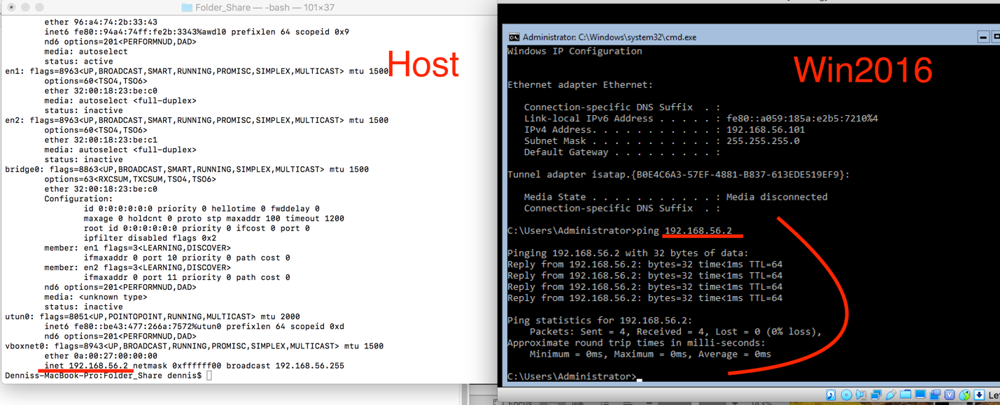 Folder_Share — -bash — 101×37
ether 96:a4:74:2b:33:43
inet6 fe80::94a4:74ff:fe2b:3343%awdl0 prefixlen 64 scopeid 0x9
nd6 options=201<PERFORMNUD,DAD>
media: autoselect
status: active
en1: flags=8963<UP,BROADCAST,SMART,RUNNING,PROMISC,SIMPLEX,MULTICAST> mtu 1500
options=60<TSO4,TSO6>
ether 32:00:18:23:be:c0
media: autoselect <full-duplex>
status: inactive
en2: flags=8963<UP,BROADCAST,SMART,RUNNING,PROMISC,SIMPLEX,MULTICAST> mtu 1500
options=60<TSO4,TSO6>
ether 32:00:18:23:be:c1
media: autoselect <full-duplex>
status: inactive
bridge0: flags=8863<UP,BROADCAST,SMART,RUNNING,SIMPLEX,MULTICAST> mtu 1500
options=63<RXCSUM,TXCSUM,TSO4,TSO6>
ether 32:00:18:23:be:c0
Configuration:
id 0:0:0:0:0:0 priority 0 hellotime 0 fwddelay 0
maxage 0 holdcnt 0 proto stp maxaddr 100 timeout 1200
root id 0:0:0:0:0:0 priority 0 ifcost 0 port 0
ipfilter disabled flags 0x2
member: en1 flags=3<LEARNING,DISCOVER>
ifmaxaddr 0 port 10 priority 0 path cost 0
member: en2 flags=3<LEARNING,DISCOVER>
ifmaxaddr 0 port 11 priority 0 path cost 0
nd6 options=201<PERFORMNUD,DAD>
media: <unknown type>
status: inactive
utun0: flags=8051<UP,POINTOPOINT,RUNNING,MULTICAST> mtu 2000
inet6 fe80::be43:477:266a:7572%utun0 prefixlen 64 scopeid 0xd
nd6 options=201<PERFORMNUD,DAD>
vboxnet0: flags=8943<UP,BROADCAST,RUNNING,PROMISC,SIMPLEX,MULTICAST> mtu 1500
ether 0a:00:27:00:00:00
inet 192.168.56.2 netmask 0xffffff00 broadcast 192.168.56.255
Denniss-MacBook-Pro:Folder_Share dennis$
Host
Administrator: C:\Windows\system32\cmd.exe
Windows IP Configuration
Win2016
Ethernet adapter Ethernet:
Connection-specific DNS Suffix . :
Link-local IPv6 Address . . . . . : fe80::a059:185a:e2b5:7210%4
IPv4 Address. . . . . . . . . . . : 192.168.56.101
Subnet Mask . . . . . . . . . . . : 255.255.255.0
Default Gateway . . . . . . . . . :
Tunnel adapter isatap.{B0E4C6A3-57EF-4881-B837-613EDE519EF9}:
Media State . . . . . . . . . . . : Media disconnected
Connection-specific DNS Suffix . :
C:\Users\Administrator>ping 192.168.56.2
Pinging 192.168.56.2 with 32 bytes of data:
Reply from 192.168.56.2: bytes=32 time<1ms TTL=64
Reply from 192.168.56.2: bytes=32 time<1ms TTL=64
Reply from 192.168.56.2: bytes=32 time<1ms TTL=64
Reply from 192.168.56.2: bytes=32 time<1ms TTL=64
Ping statistics for 192.168.56.2:
Packets: Sent = 4, Received = 4, Lost = 0 (0% loss),
Approximate round trip times in milli-seconds:
Minimum = 0ms, Maximum = 0ms, Average = 0ms
C:\Users\Administrator>